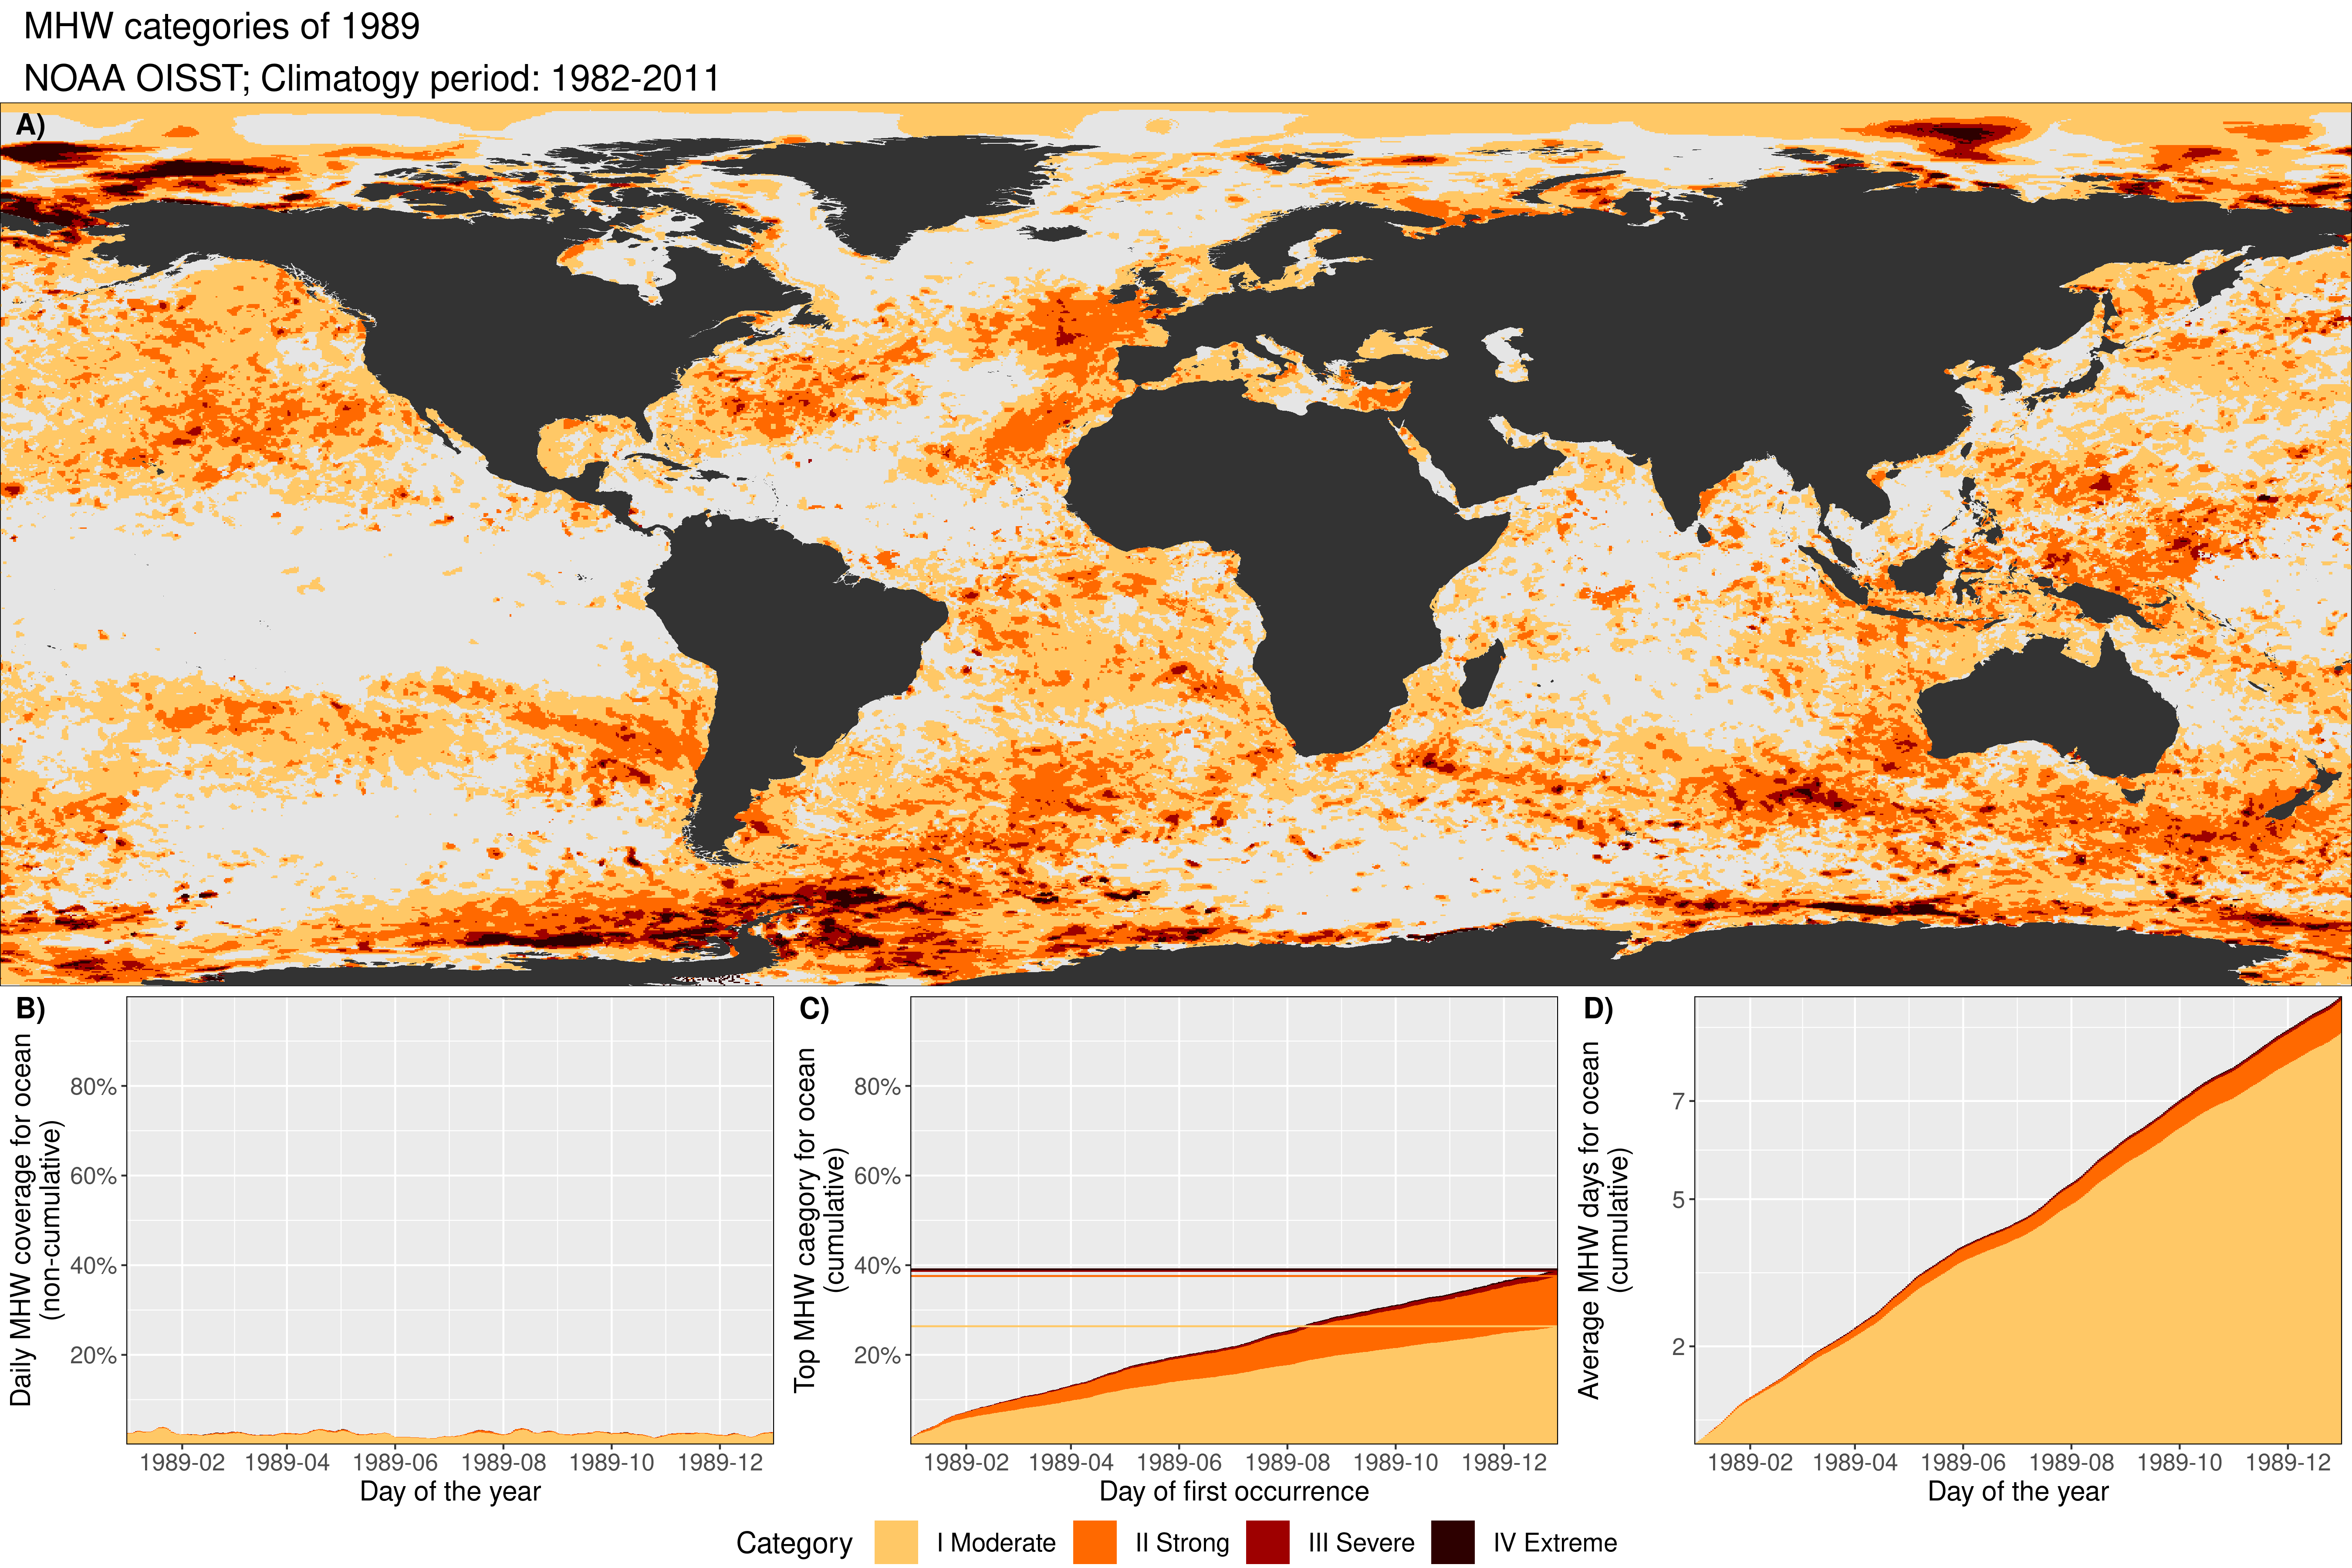 MHW categories of 1989
NOAA OISST; Climatogy period: 1982-2011
A)
B)
Daily MHW coverage for ocean
(non-cumulative)
80%
60%
40%
20%
1989-02 1989-04 1989-06 1989-08 1989-10 1989-12
Day of the year
C)
Top MHW category for ocean
(cumulative)
80%
60%
40%
20%
1989-02 1989-04 1989-06 1989-08 1989-10 1989-12
Day of first occurrence
D)
Average MHW days for ocean
(cumulative)
7
5
2
1989-02 1989-04 1989-06 1989-08 1989-10 1989-12
Day of the year
Category I Moderate II Strong III Severe IV Extreme